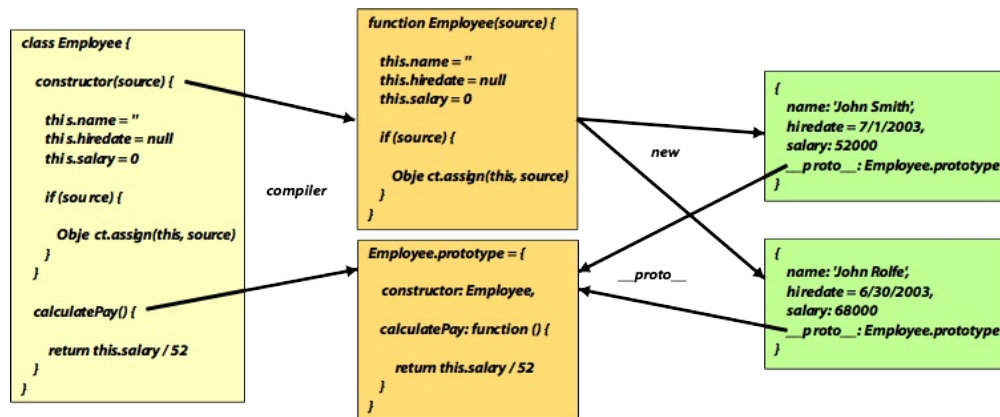 class Employee {
constructor(source) {
this.name = ''
this.hiredate = null
this.salary = 0
if (source) {
Obje ct.assign(this, source)
}
}
calculatePay() {
return this.salary / 52
}
}
compiler
function Employee(source) {
this.name = ''
this.hiredate = null
this.salary = 0
if (source) {
Obje ct.assign(this, source)
}
}
Employee.prototype = {
constructor: Employee,
calculatePay: function () {
return this.salary / 52
}
}
new
__proto__
{
name: 'John Smith',
hiredate = 7/1/2003,
salary: 52000
__proto__: Employee.prototype
}
{
name: 'John Rolfe',
hiredate = 6/30/2003,
salary: 68000
__proto__: Employee.prototype
}